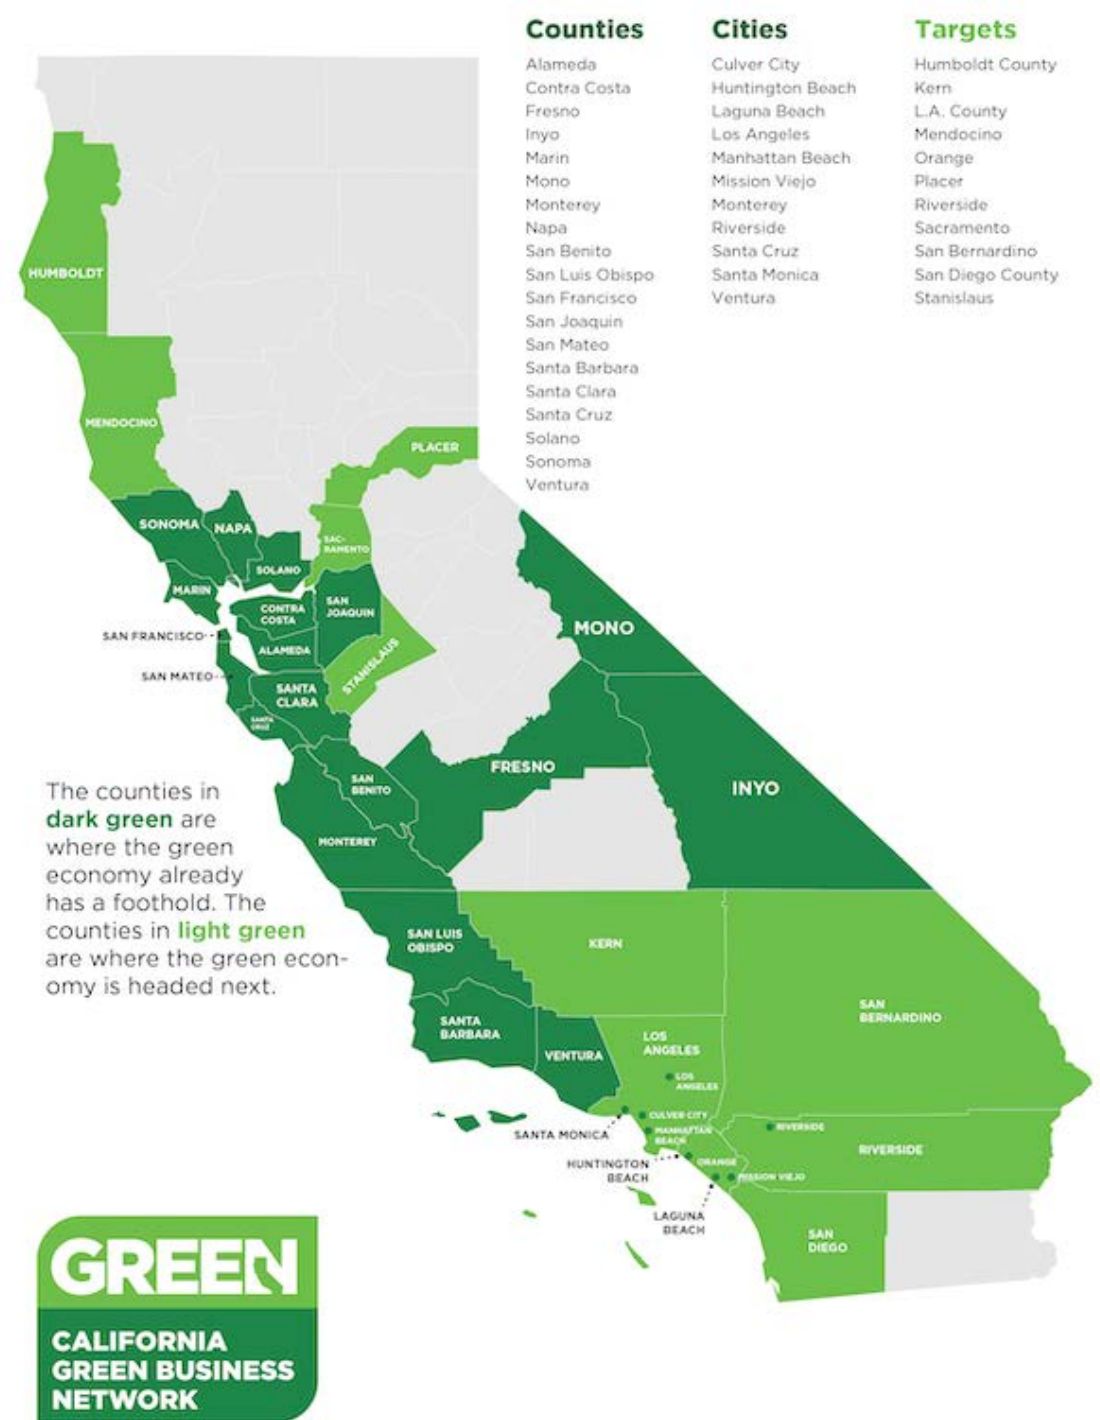 Counties
Alameda
Contra Costa
Fresno
Inyo
Marin
Mono
Monterey
Napa
San Benito
San Luis Obispo
San Francisco
San Joaquin
San Mateo
Santa Barbara
Santa Clara
Santa Cruz
Solano
Sonoma
Ventura
Cities
Culver City
Huntington Beach
Laguna Beach
Los Angeles
Manhattan Beach
Mission Viejo
Monterey
Riverside
Santa Cruz
Santa Monica
Ventura
Targets
Humboldt County
Kern
L.A. County
Mendocino
Orange
Placer
Riverside
Sacramento
San Bernardino
San Diego County
Stanislaus
HUMBOLDT
MENDOCINO
PLACER
SONOMA
NAPA
SAC-
RAMENTO
SOLANO
MARIN
CONTRA
COSTA
SAN
JOAQUIN
SAN FRANCISCO
ALAMEDA
STANISLAUS
SAN MATEO
SANTA
CLARA
SANTA
CRUZ
MONO
FRESNO
INYO
SAN
BENITO
MONTEREY
The counties in
dark green are
where the green
economy already
has a foothold. The
counties in light green
are where the green econ-
omy is headed next.
SAN LUIS
OBISPO
KERN
SAN
BERNARDINO
SANTA
BARBARA
VENTURA
LOS
ANGELES
LOS
ANGELES
CULVER CITY
SANTA MONICA
MANHATTAN
BEACH
RIVERSIDE
RIVERSIDE
HUNTINGTON
BEACH
ORANGE
MISSION VIEJO
LAGUNA
BEACH
SAN
DIEGO
GREEN
CALIFORNIA
GREEN BUSINESS
NETWORK